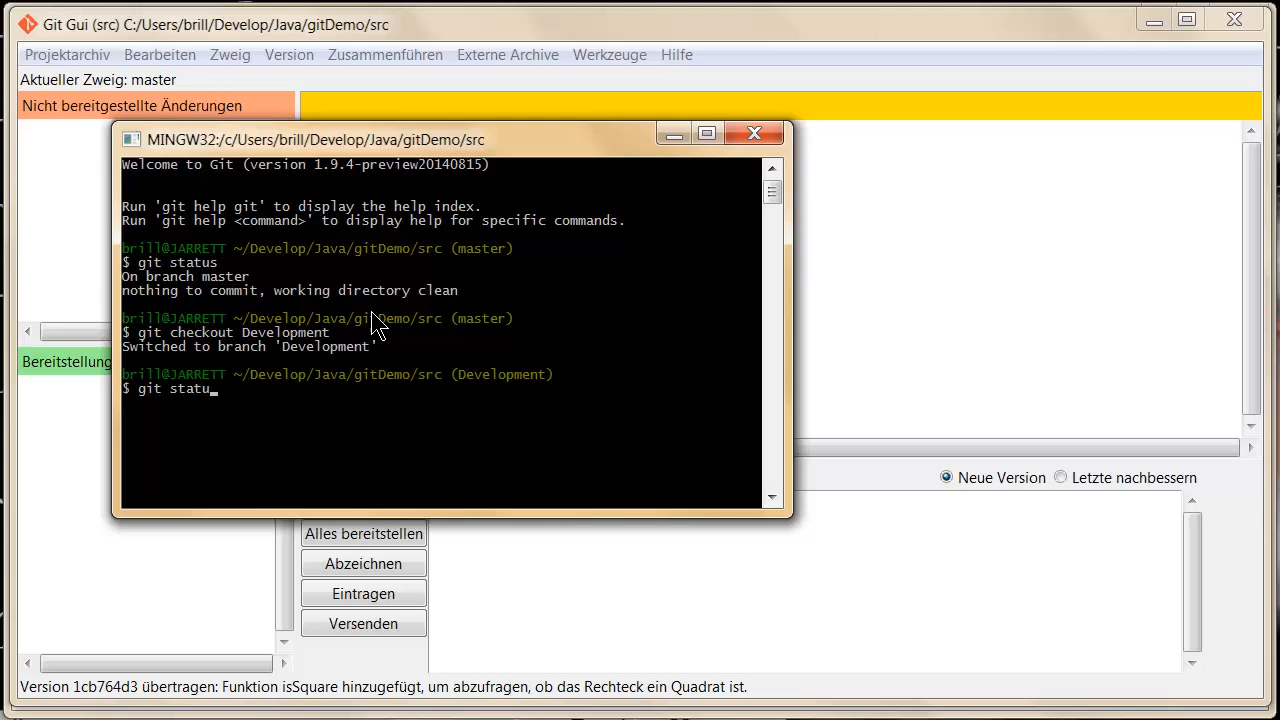 Git Gui (src) C:/Users/brill/Develop/Java/gitDemo/src
Projektarchiv Bearbeiten Zweig Version Zusammenführen Externe Archive Werkzeuge Hilfe
Aktueller Zweig: master
Nicht bereitgestellte Änderungen
MINGW32:/c/Users/brill/Develop/Java/gitDemo/src
Welcome to Git (version 1.9.4-preview20140815)
Run 'git help git' to display the help index.
Run 'git help <command>' to display help for specific commands.
brill@JARRETT ~/Develop/Java/gitDemo/src (master)
$ git status
On branch master
nothing to commit, working directory clean
brill@JARRETT ~/Develop/Java/gitDemo/src (master)
$ git checkout Development
Switched to branch 'Development'
brill@JARRETT ~/Develop/Java/gitDemo/src (Development)
$ git statu_
Bereitstellung
Neue Version Letzte nachbessern
Alles bereitstellen
Abzeichnen
Eintragen
Versenden
Version 1cb764d3 übertragen: Funktion isSquare hinzugefügt, um abzufragen, ob das Rechteck ein Quadrat ist.